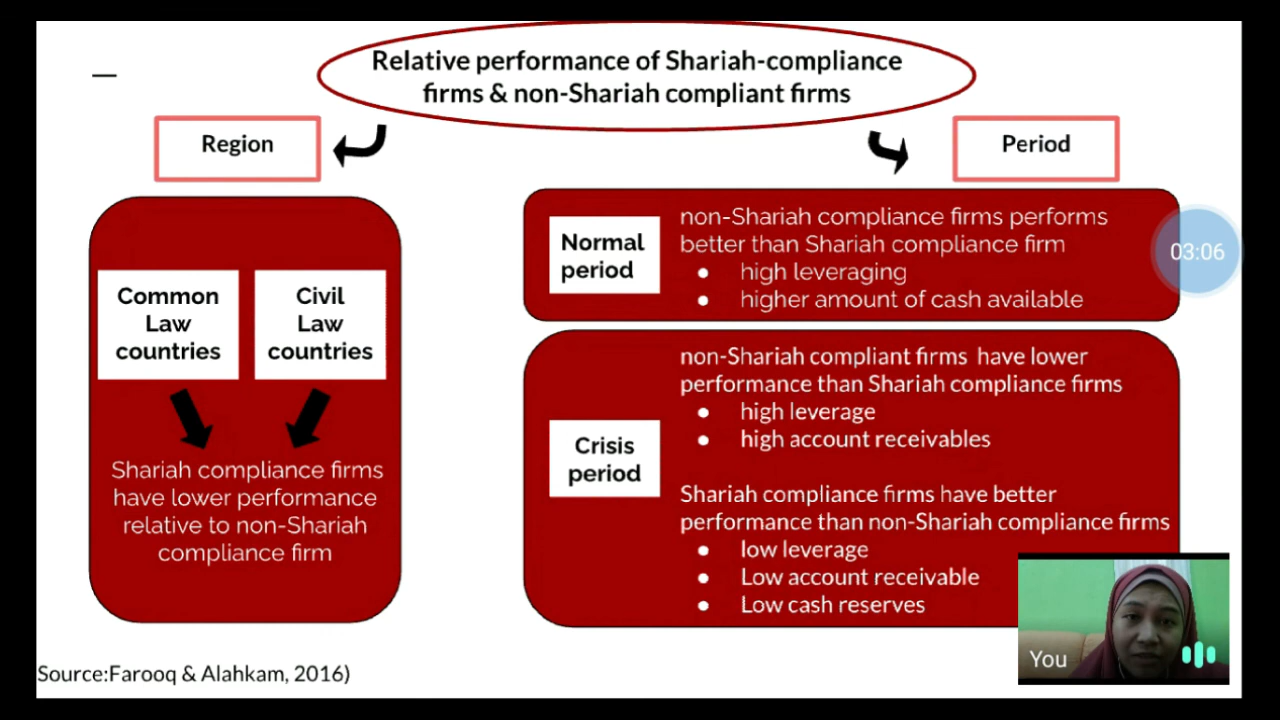 Relative performance of Shariah-compliance
firms & non-Shariah compliant firms
Region
Period
Common
Law
countries
Civil
Law
countries
Shariah compliance firms
have lower performance
relative to non-Shariah
compliance firm
Normal
period
non-Shariah compliance firms performs
better than Shariah compliance firm
● high leveraging
● higher amount of cash available
03:06
Crisis
period
non-Shariah compliant firms have lower
performance than Shariah compliance firms
● high leverage
● high account receivables
Shariah compliance firms have better
performance than non-Shariah compliance firms
● low leverage
● Low account receivable
● Low cash reserves
You
Source:Farooq & Alahkam, 2016)